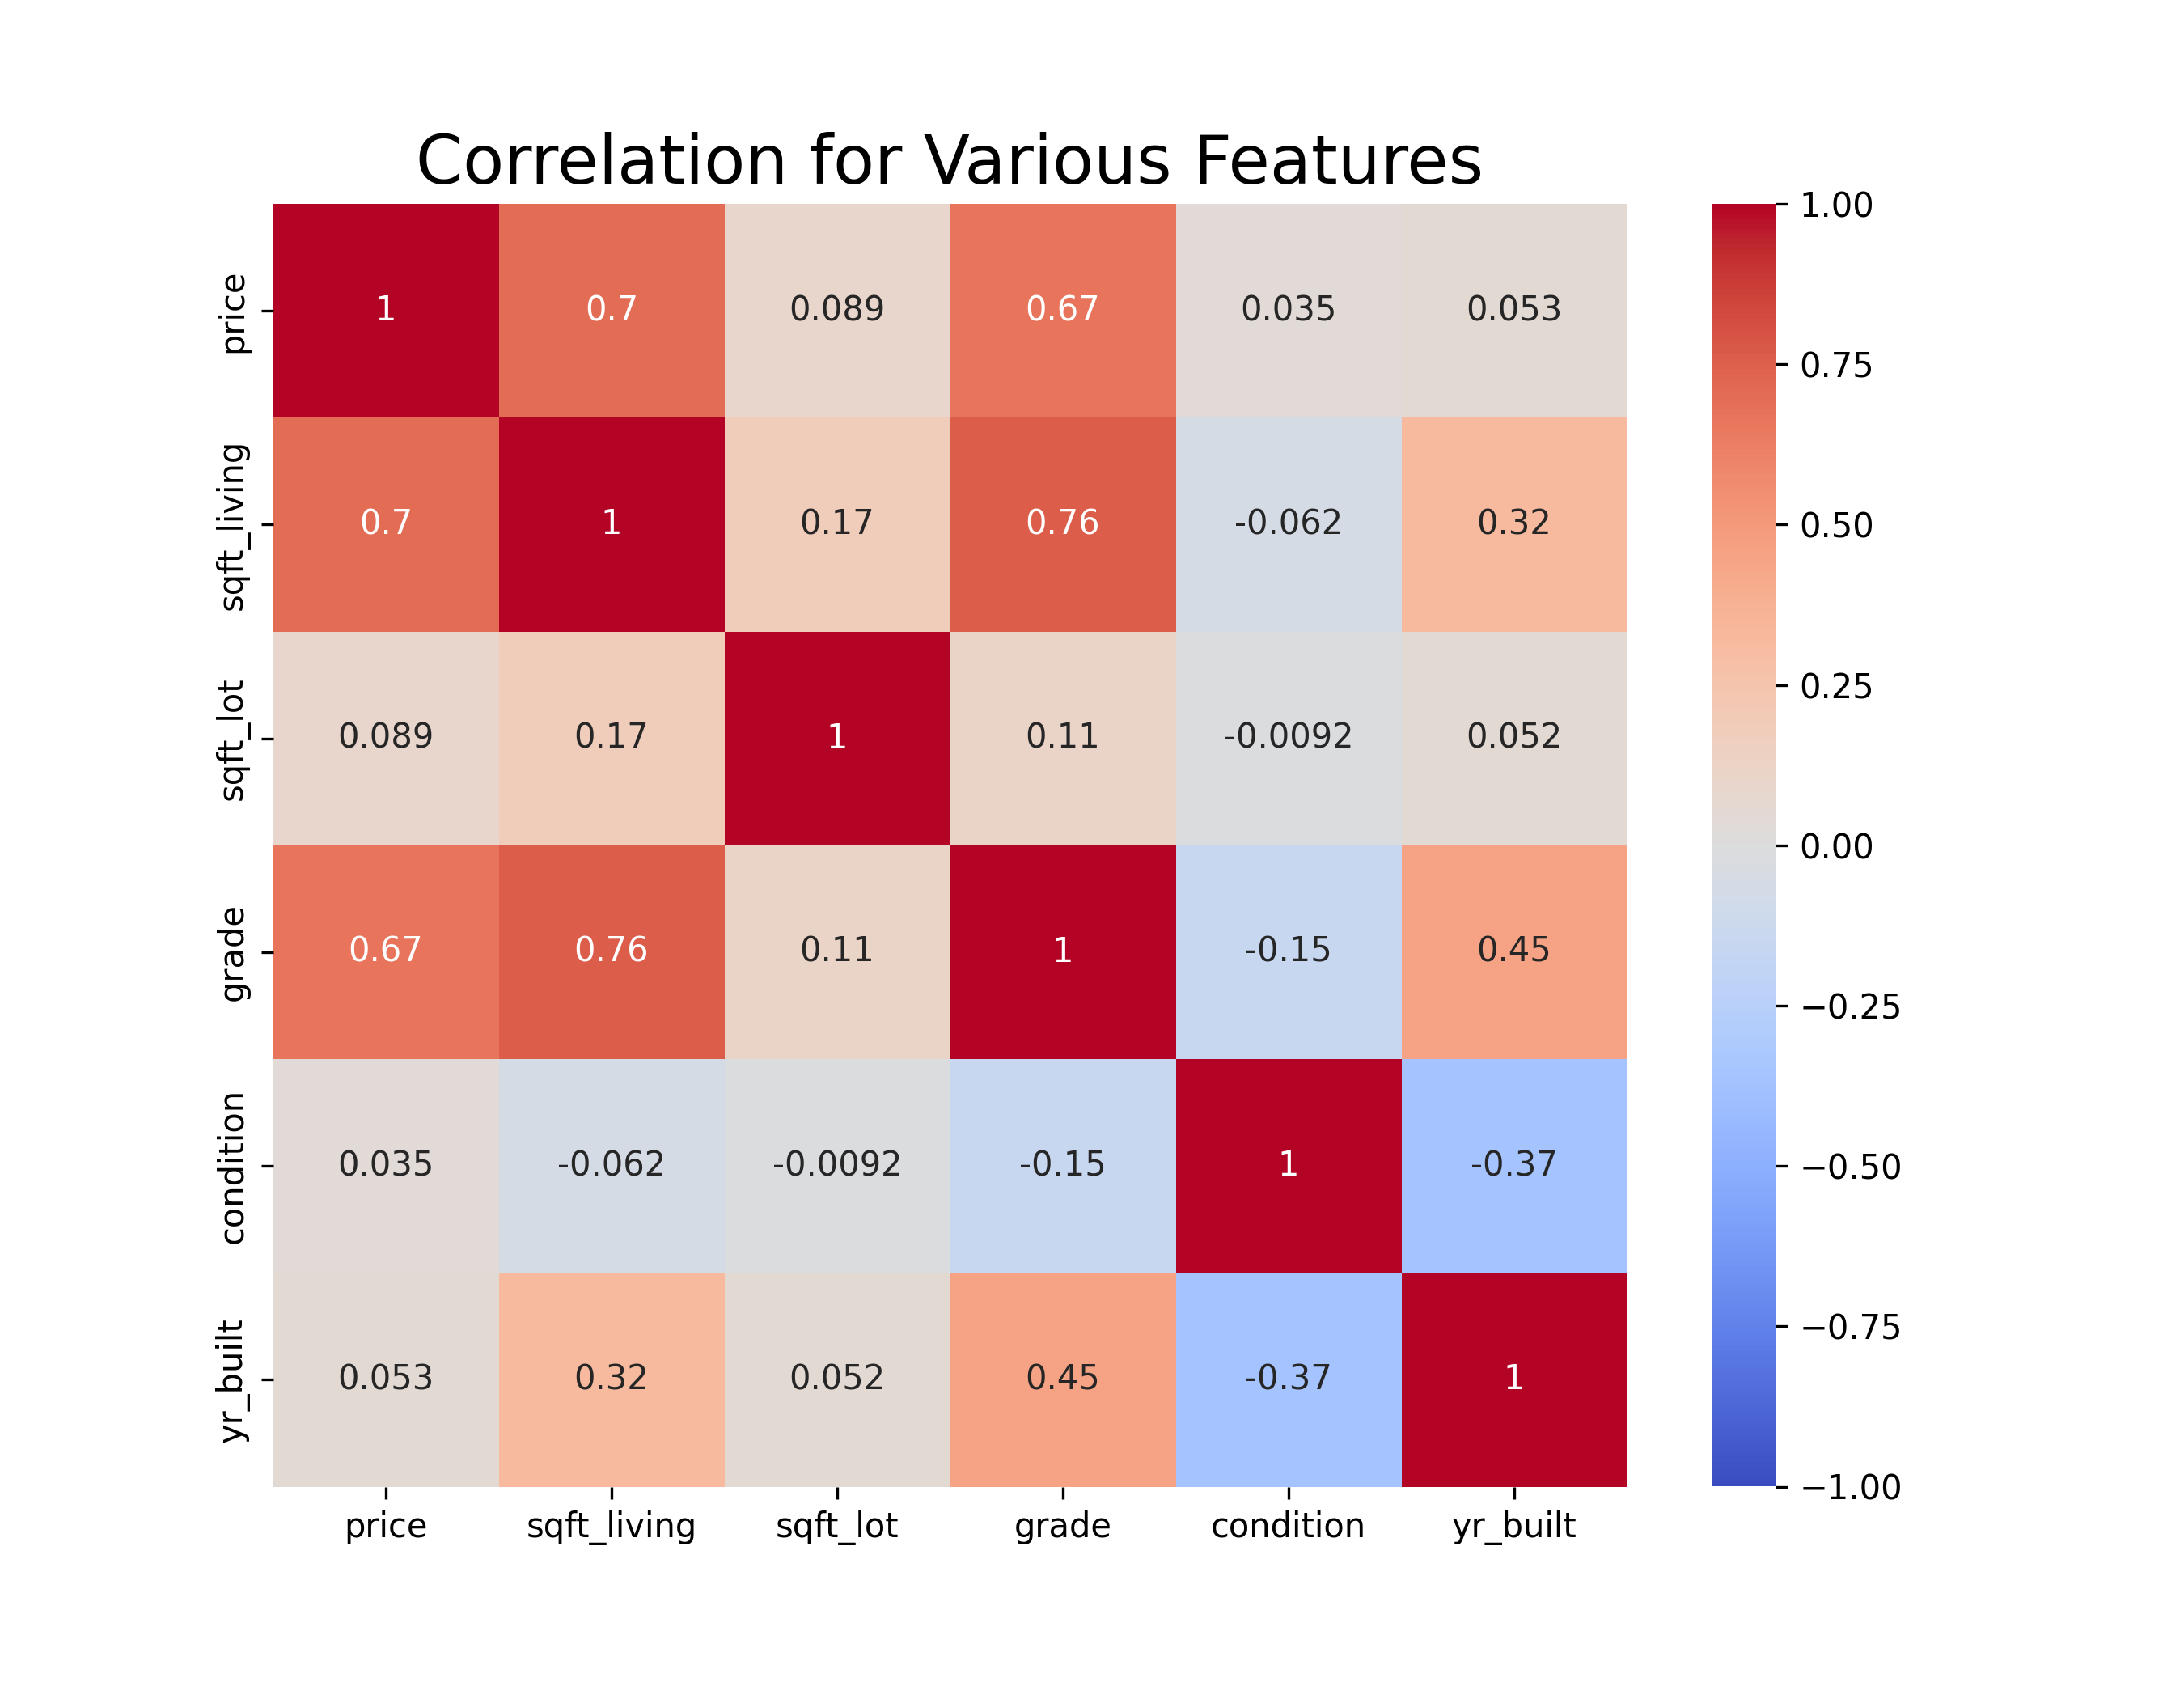 Correlation for Various Features
price 1 0.7 0.089 0.67 0.035 0.053
sqft_living 0.7 1 0.17 0.76 -0.062 0.32
sqft_lot 0.089 0.17 1 0.11 -0.0092 0.052
grade 0.67 0.76 0.11 1 -0.15 0.45
condition 0.035 -0.062 -0.0092 -0.15 1 -0.37
yr_built 0.053 0.32 0.052 0.45 -0.37 1
price sqft_living sqft_lot grade condition yr_built
1.00
0.75
0.50
0.25
0.00
−0.25
−0.50
−0.75
−1.00